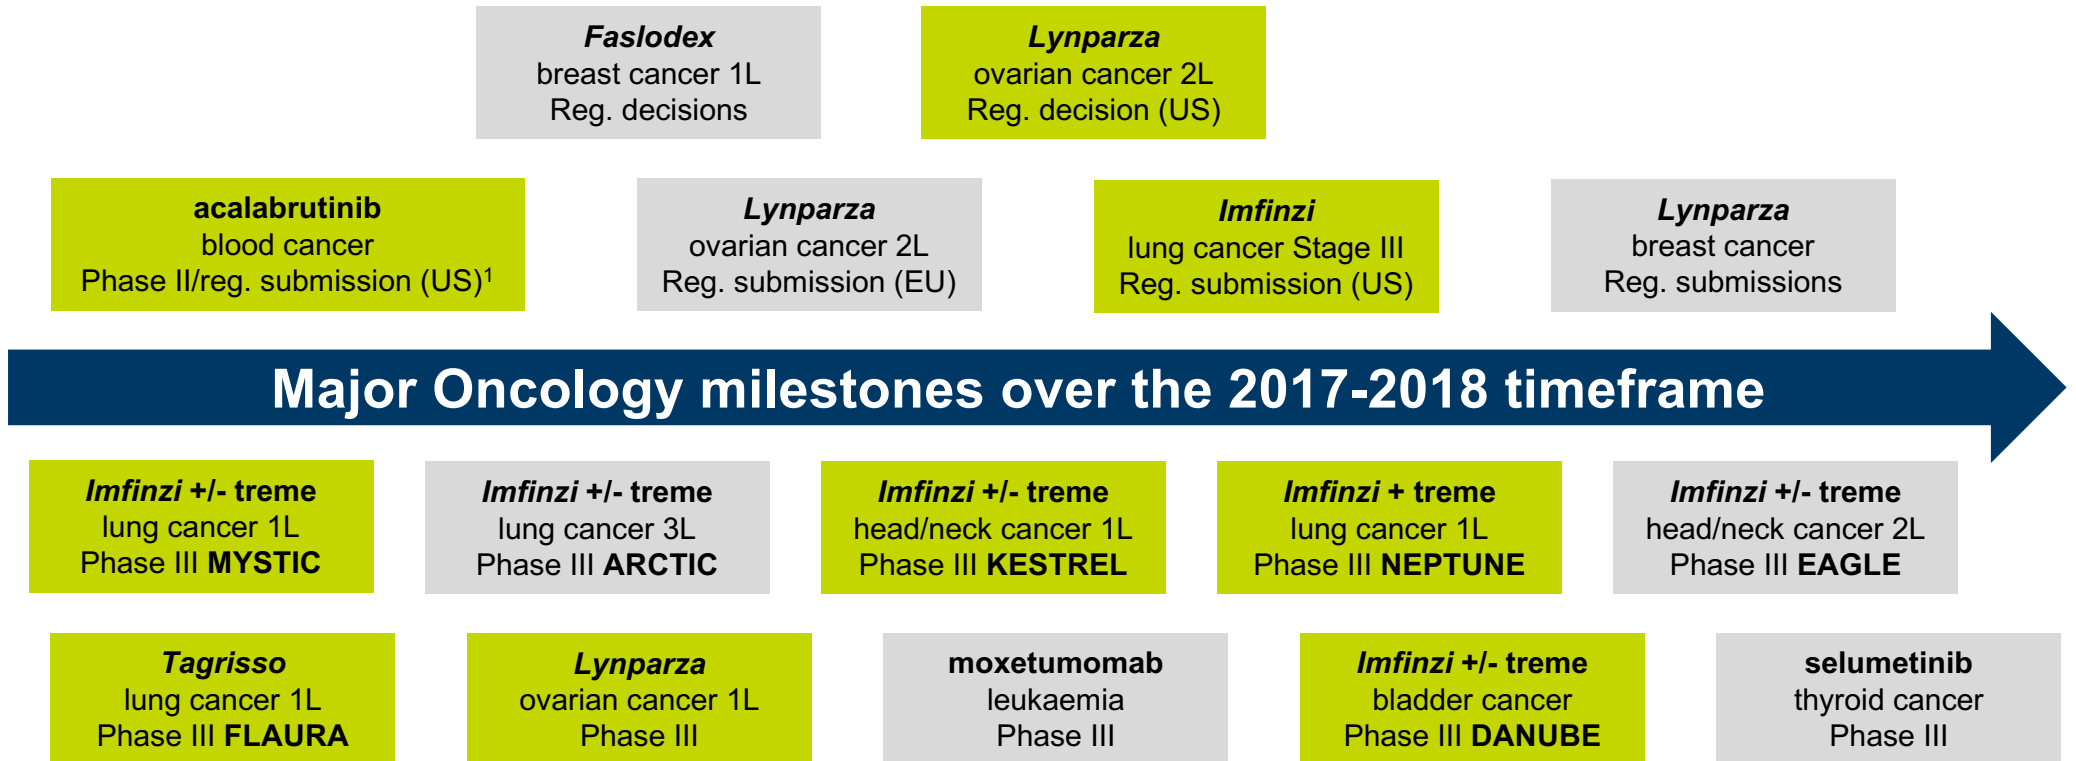 Faslodex
breast cancer 1L
Reg. decisions
Lynparza
ovarian cancer 2L
Reg. decision (US)
acalabrutinib
blood cancer
Phase II/reg. submission (US)¹
Lynparza
ovarian cancer 2L
Reg. submission (EU)
Imfinzi
lung cancer Stage III
Reg. submission (US)
Lynparza
breast cancer
Reg. submissions
Major Oncology milestones over the 2017-2018 timeframe
Imfinzi +/- treme
lung cancer 1L
Phase III MYSTIC
Imfinzi +/- treme
lung cancer 3L
Phase III ARCTIC
Imfinzi +/- treme
head/neck cancer 1L
Phase III KESTREL
Imfinzi + treme
lung cancer 1L
Phase III NEPTUNE
Imfinzi +/- treme
head/neck cancer 2L
Phase III EAGLE
Tagrisso
lung cancer 1L
Phase III FLAURA
Lynparza
ovarian cancer 1L
Phase III
moxetumomab
leukaemia
Phase III
Imfinzi +/- treme
bladder cancer
Phase III DANUBE
selumetinib
thyroid cancer
Phase III